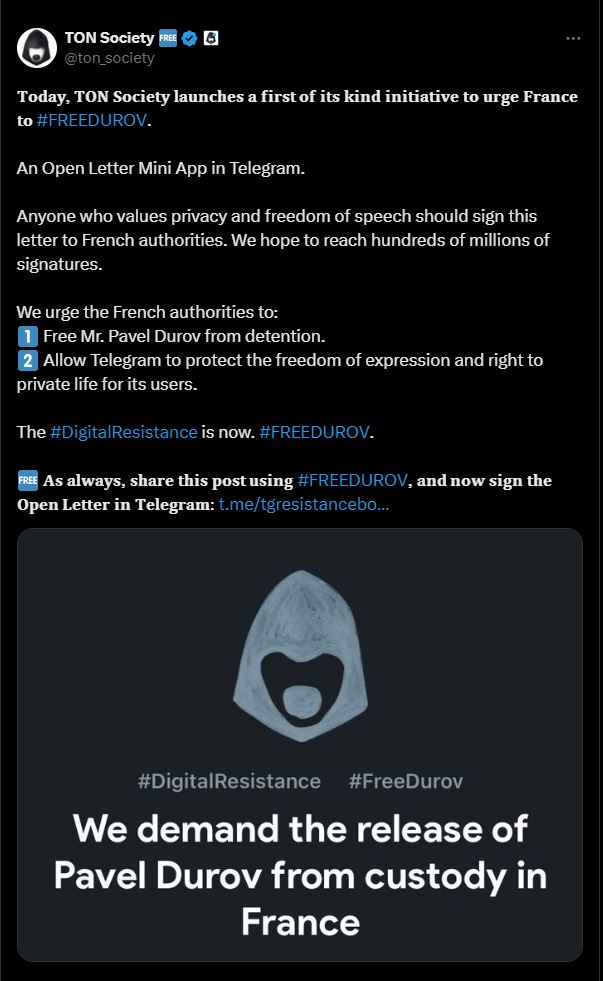 TON Society FREE
@ton_society
Today, TON Society launches a first of its kind initiative to urge France
to #FREEDUROV.
An Open Letter Mini App in Telegram.
Anyone who values privacy and freedom of speech should sign this
letter to French authorities. We hope to reach hundreds of millions of
signatures.
We urge the French authorities to:
1 Free Mr. Pavel Durov from detention.
2 Allow Telegram to protect the freedom of expression and right to
private life for its users.
The #DigitalResistance is now. #FREEDUROV.
FREE As always, share this post using #FREEDUROV, and now sign the
Open Letter in Telegram: t.me/tgresistancebo...
#DigitalResistance #FreeDurov
We demand the release of
Pavel Durov from custody in
France